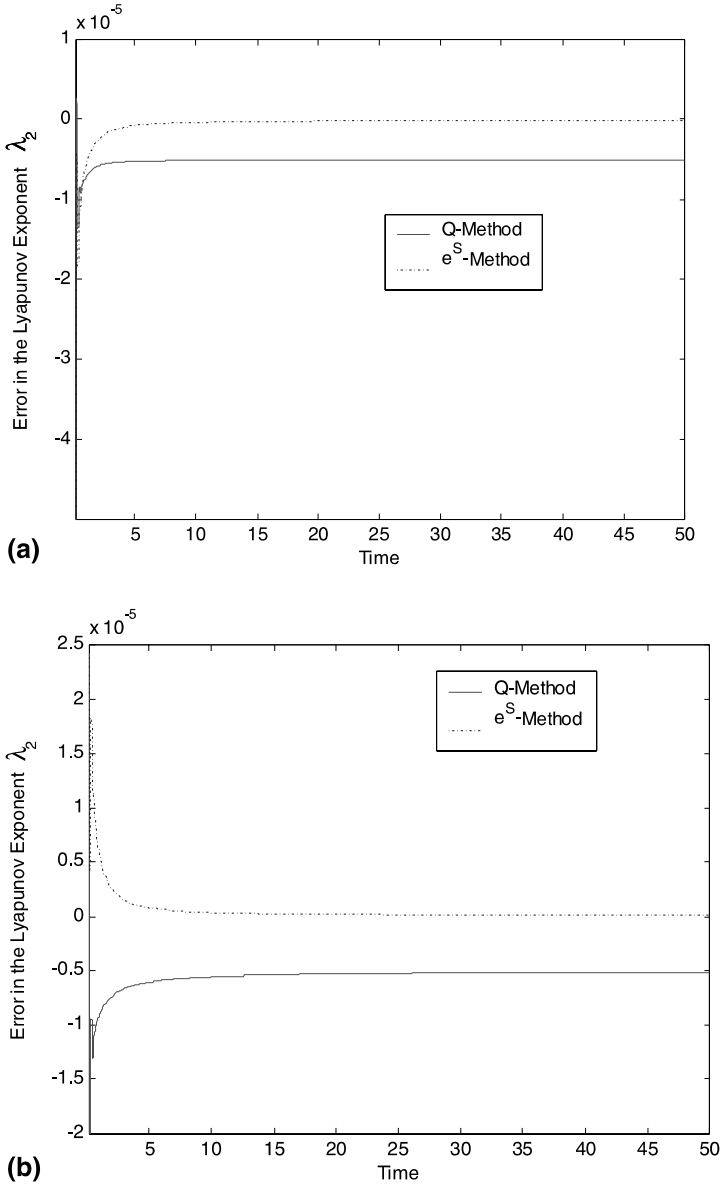 x 10^-5
1
0
-1
-2
-3
-4
Error in the Lyapunov Exponent λ_2
Q-Method
e^S-Method
5 10 15 20 25 30 35 40 45 50
Time
(a)
x 10^-5
2.5
2
1.5
1
0.5
0
-0.5
-1
-1.5
-2
Error in the Lyapunov Exponent λ_2
Q-Method
e^S-Method
5 10 15 20 25 30 35 40 45 50
Time
(b)